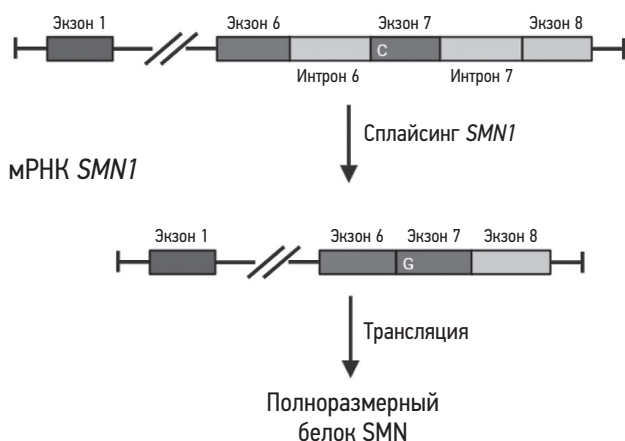 Экзон 1 Экзон 6 Экзон 7 Экзон 8
C
Интрон 6 Интрон 7
Сплайсинг SMN1
мРНК SMN1
Экзон 1 Экзон 6 Экзон 7 Экзон 8
G
Трансляция
Полноразмерный
белок SMN